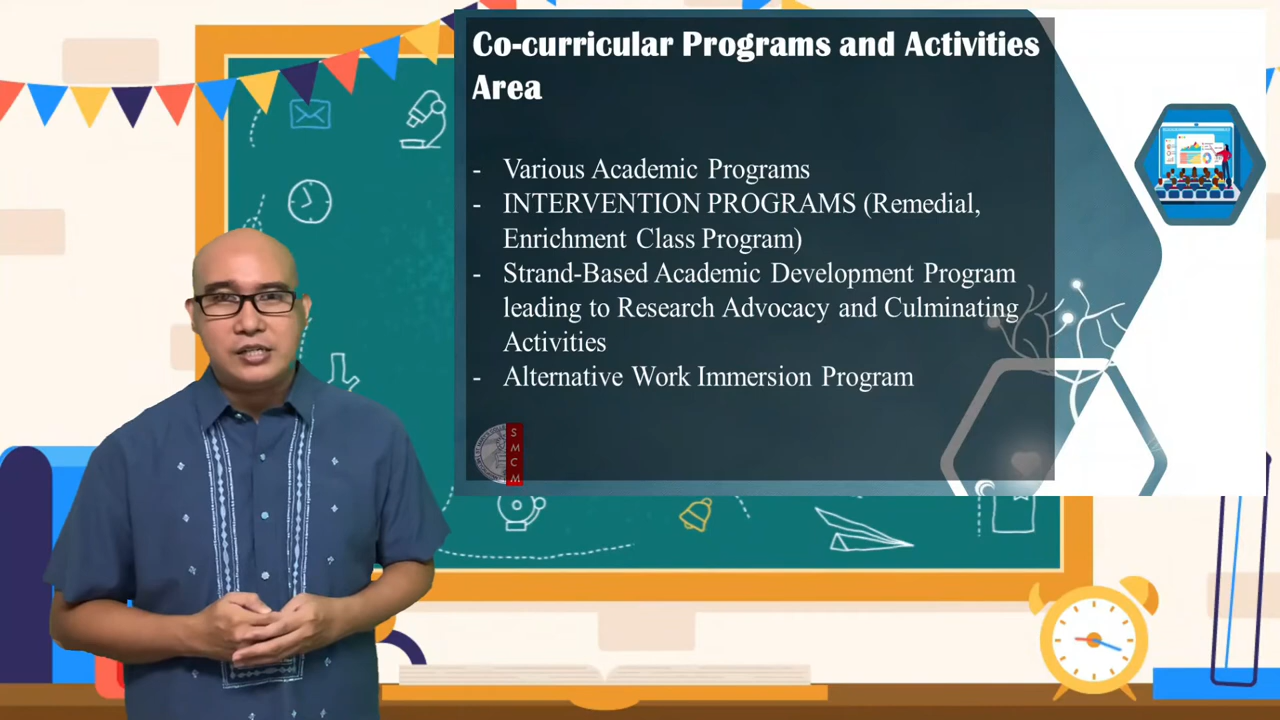 Co-curricular Programs and Activities
Area
- Various Academic Programs
- INTERVENTION PROGRAMS (Remedial,
Enrichment Class Program)
- Strand-Based Academic Development Program
leading to Research Advocacy and Culminating
Activities
- Alternative Work Immersion Program
S
M
C
M